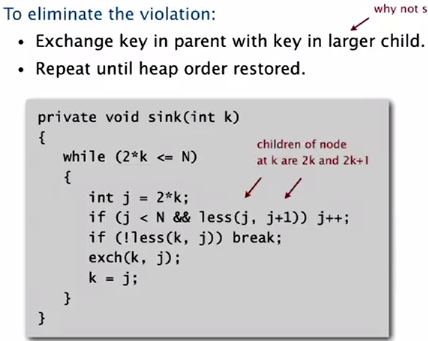 To eliminate the violation:
why not s
• Exchange key in parent with key in larger child.
• Repeat until heap order restored.
private void sink(int k)
{
while (2*k <= N)
{
children of node
at k are 2k and 2k+1
int j = 2*k;
if (j < N && less(j, j+1)) j++;
if (!less(k, j)) break;
exch(k, j);
k = j;
}
}